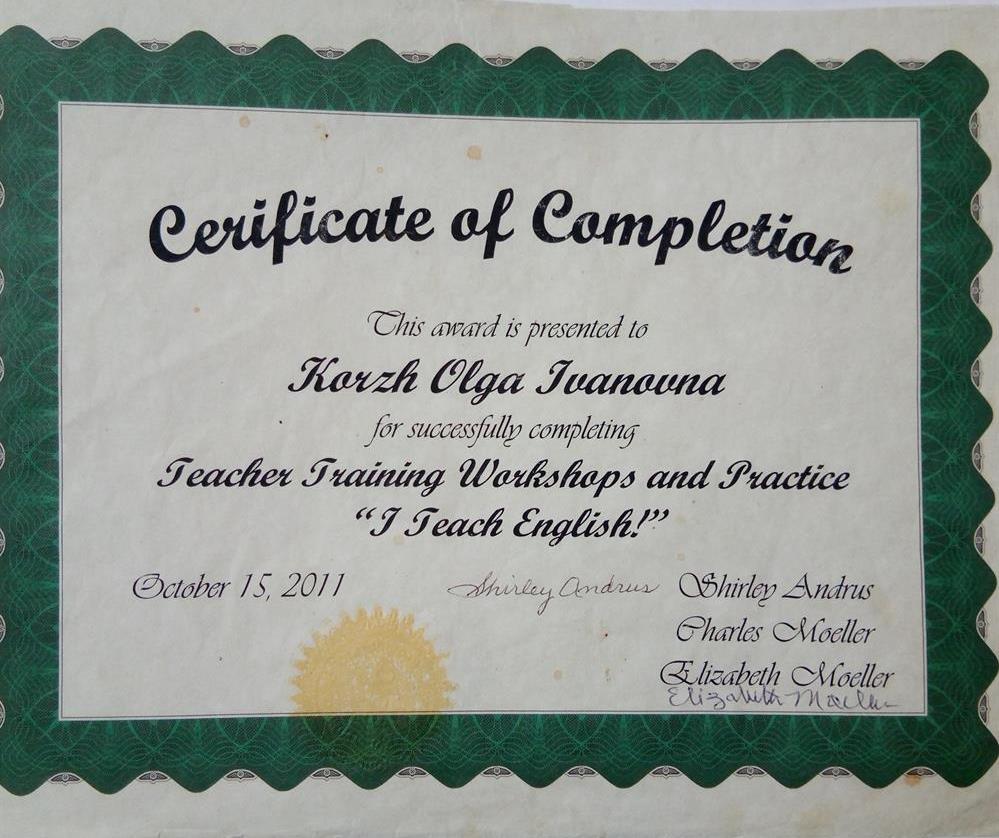 Cerificate of Completion
This award is presented to
Korzh Olga Ivanovna
for successfully completing
Teacher Training Workshops and Practice
“I Teach English!”
October 15, 2011 Shirley Andrus Shirley Andrus
Charles Moeller
Elizabeth Moeller
Elizabeth Moeller